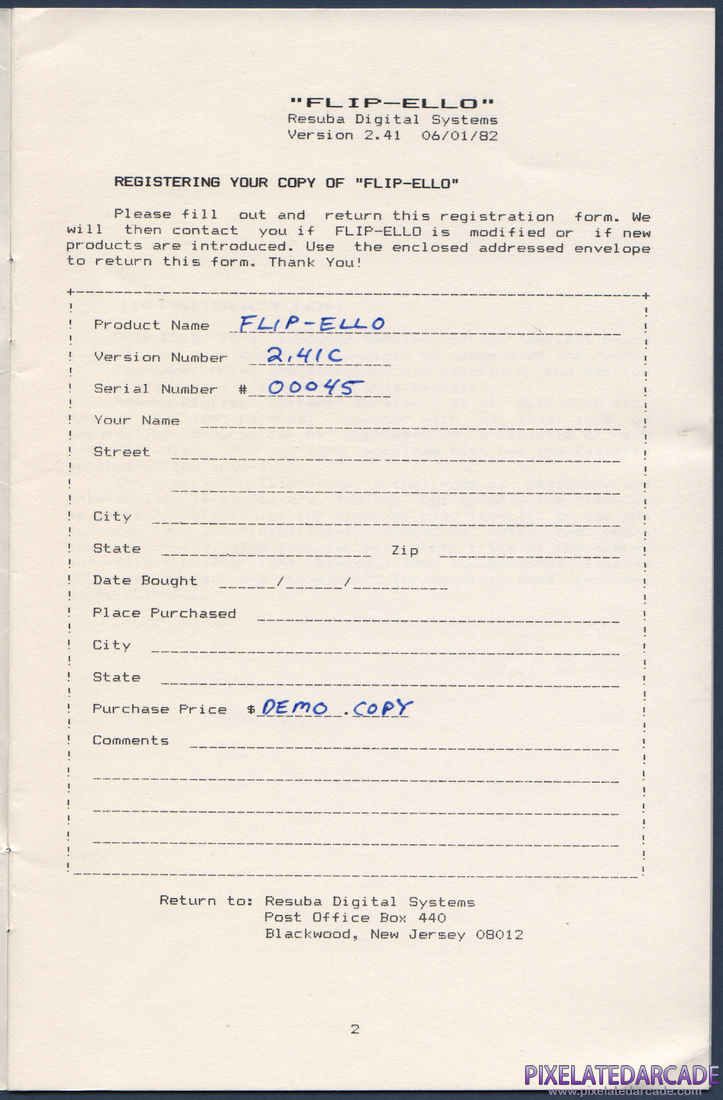 "FLIP-ELLO"
Resuba Digital Systems
Version 2.41 06/01/82
REGISTERING YOUR COPY OF "FLIP-ELLO"
Please fill out and return this registration form. We
will then contact you if FLIP-ELLO is modified or if new
products are introduced. Use the enclosed addressed envelope
to return this form. Thank You!
Product Name FLIP-ELLO
Version Number 2.41C
Serial Number # 00045
Your Name
Street
City
State Zip
Date Bought / /
Place Purchased
City
State
Purchase Price $ DEMO . COPY
Comments
Return to: Resuba Digital Systems
Post Office Box 440
Blackwood, New Jersey 08012
2
PIXELATEDARCADE
www.pixelatedarcade.com